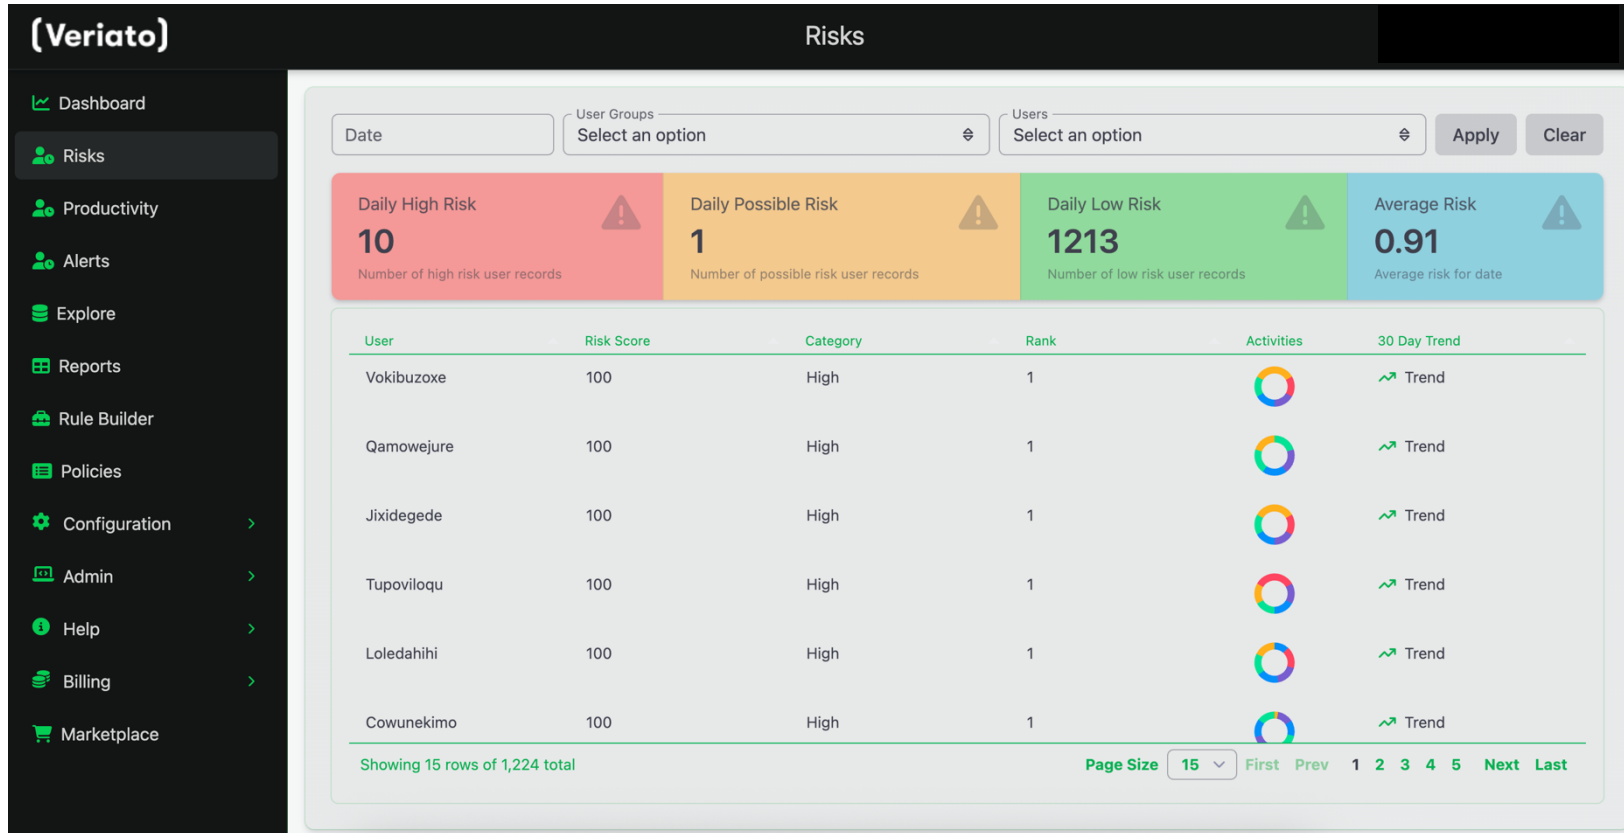 (Veriato)
Risks
Dashboard
Risks
Productivity
Alerts
Explore
Reports
Rule Builder
Policies
Configuration
Admin
Help
Billing
Marketplace
Date
User Groups
Select an option
Users
Select an option
Apply
Clear
Daily High Risk
10
Number of high risk user records
Daily Possible Risk
1
Number of possible risk user records
Daily Low Risk
1213
Number of low risk user records
Average Risk
0.91
Average risk for date
User Risk Score Category Rank Activities 30 Day Trend
Vokibuzoxe 100 High 1 Trend
Qamowejure 100 High 1 Trend
Jixidegede 100 High 1 Trend
Tupoviloqu 100 High 1 Trend
Loledahihi 100 High 1 Trend
Cowunekimo 100 High 1 Trend
Showing 15 rows of 1,224 total Page Size 15 First Prev 1 2 3 4 5 Next Last